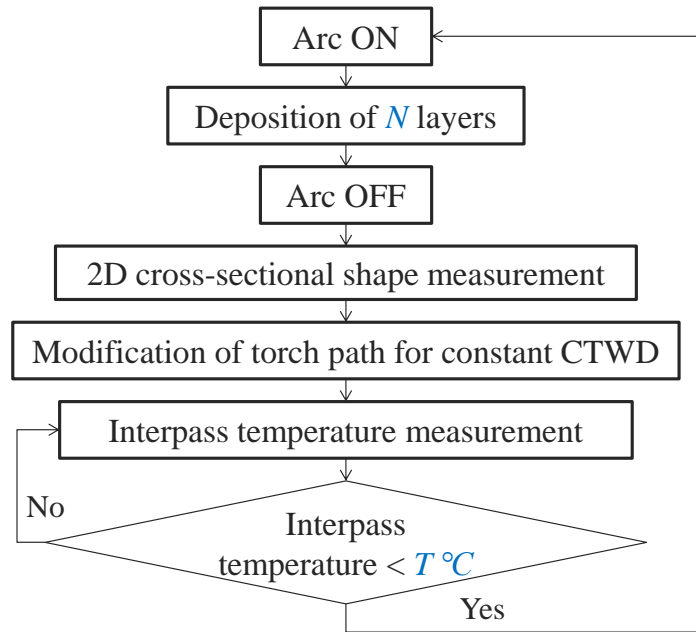 Arc ON
Deposition of N layers
Arc OFF
2D cross-sectional shape measurement
Modification of torch path for constant CTWD
Interpass temperature measurement
No
Interpass
temperature < T °C
Yes